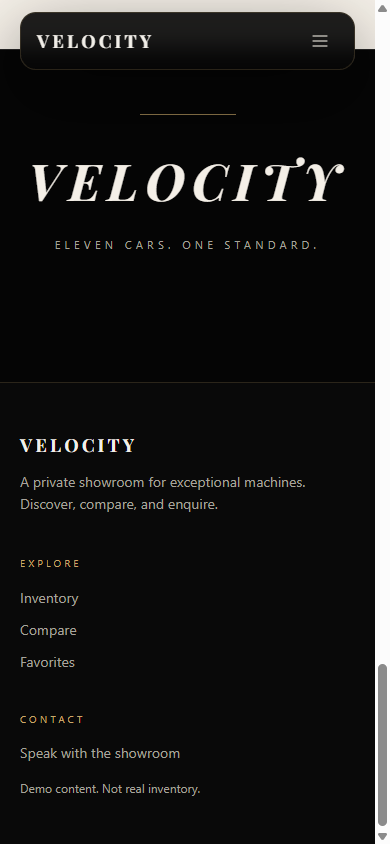 VELOCITY
VELOCITY
ELEVEN CARS. ONE STANDARD.
VELOCITY
A private showroom for exceptional machines.
Discover, compare, and enquire.
EXPLORE
Inventory
Compare
Favorites
CONTACT
Speak with the showroom
Demo content. Not real inventory.